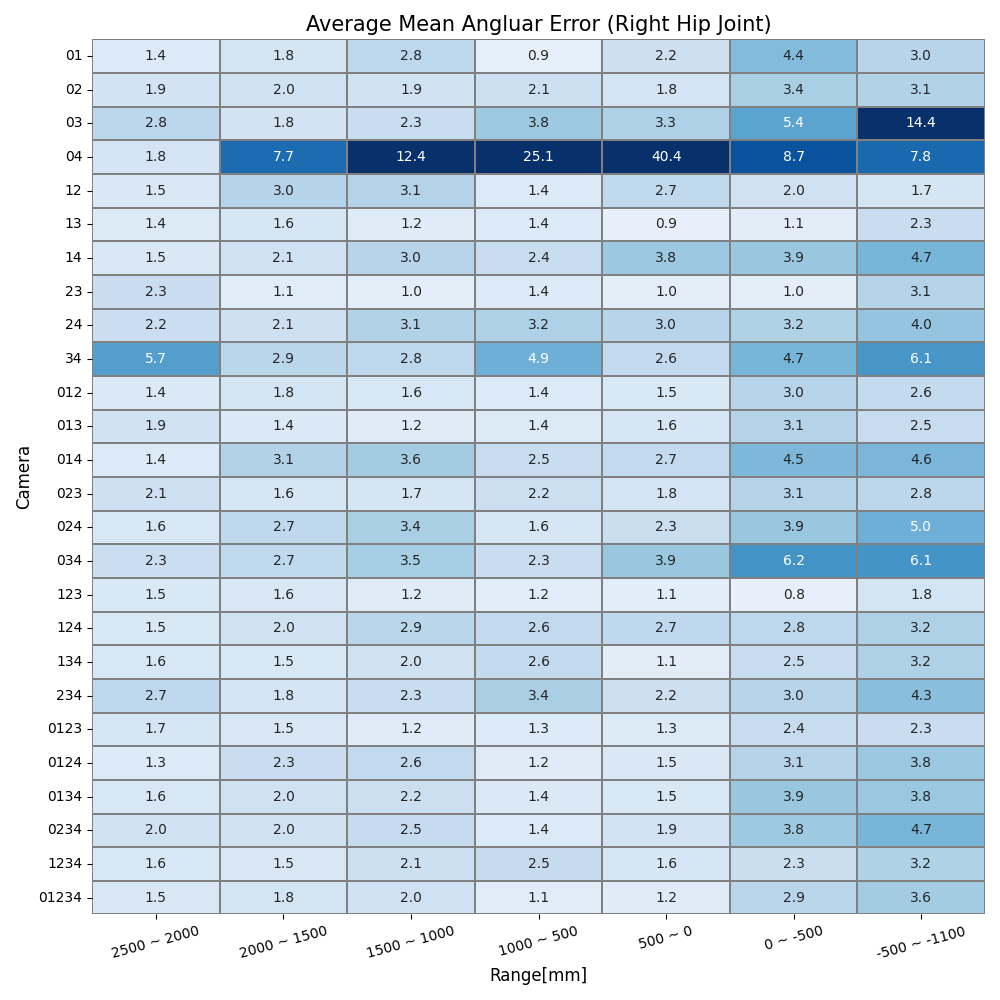 Average Mean Angluar Error (Right Hip Joint)
Camera
01 1.4 1.8 2.8 0.9 2.2 4.4 3.0
02 1.9 2.0 1.9 2.1 1.8 3.4 3.1
03 2.8 1.8 2.3 3.8 3.3 5.4 14.4
04 1.8 7.7 12.4 25.1 40.4 8.7 7.8
12 1.5 3.0 3.1 1.4 2.7 2.0 1.7
13 1.4 1.6 1.2 1.4 0.9 1.1 2.3
14 1.5 2.1 3.0 2.4 3.8 3.9 4.7
23 2.3 1.1 1.0 1.4 1.0 1.0 3.1
24 2.2 2.1 3.1 3.2 3.0 3.2 4.0
34 5.7 2.9 2.8 4.9 2.6 4.7 6.1
012 1.4 1.8 1.6 1.4 1.5 3.0 2.6
013 1.9 1.4 1.2 1.4 1.6 3.1 2.5
014 1.4 3.1 3.6 2.5 2.7 4.5 4.6
023 2.1 1.6 1.7 2.2 1.8 3.1 2.8
024 1.6 2.7 3.4 1.6 2.3 3.9 5.0
034 2.3 2.7 3.5 2.3 3.9 6.2 6.1
123 1.5 1.6 1.2 1.2 1.1 0.8 1.8
124 1.5 2.0 2.9 2.6 2.7 2.8 3.2
134 1.6 1.5 2.0 2.6 1.1 2.5 3.2
234 2.7 1.8 2.3 3.4 2.2 3.0 4.3
0123 1.7 1.5 1.2 1.3 1.3 2.4 2.3
0124 1.3 2.3 2.6 1.2 1.5 3.1 3.8
0134 1.6 2.0 2.2 1.4 1.5 3.9 3.8
0234 2.0 2.0 2.5 1.4 1.9 3.8 4.7
1234 1.6 1.5 2.1 2.5 1.6 2.3 3.2
01234 1.5 1.8 2.0 1.1 1.2 2.9 3.6
2500 ~ 2000 2000 ~ 1500 1500 ~ 1000 1000 ~ 500 500 ~ 0 0 ~ -500 -500 ~ -1100
Range[mm]